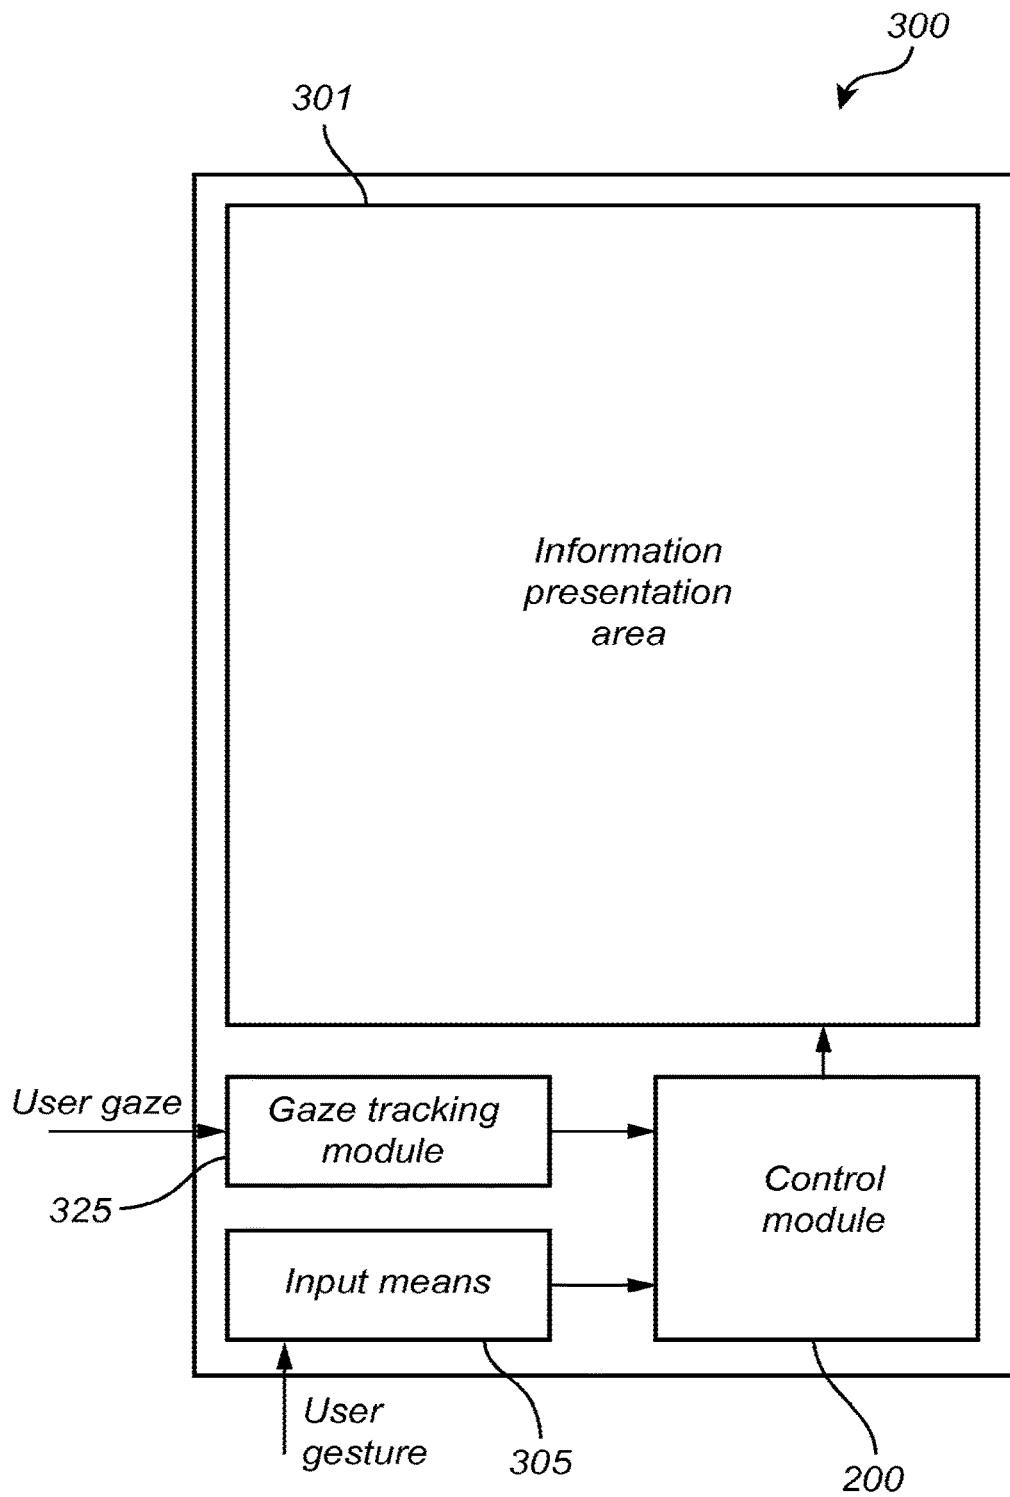 300
301
Information
presentation
area
User gaze
Gaze tracking
module
325
Control
module
Input means
User
gesture
305
200